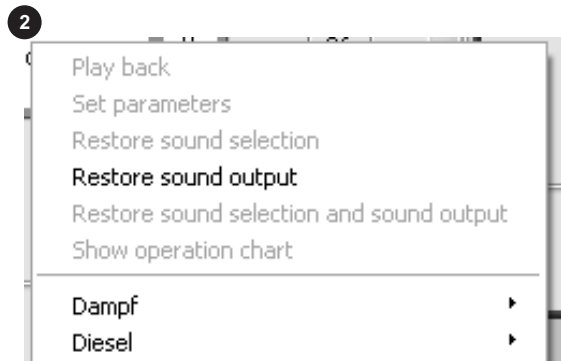 2
Play back
Set parameters
Restore sound selection
Restore sound output
Restore sound selection and sound output
Show operation chart
Dampf
Diesel